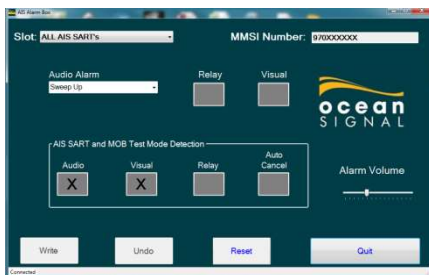 AIS Alarm Box
Slot: ALL AIS SART's MMSI Number: 970XXXXXX
Audio Alarm Relay Visual
Sweep Up
ocean
SIGNAL
AIS SART and MOB Test Mode Detection
Audio Visual Relay Auto Cancel
X X
Alarm Volume
Write Undo Reset Quit
Connected